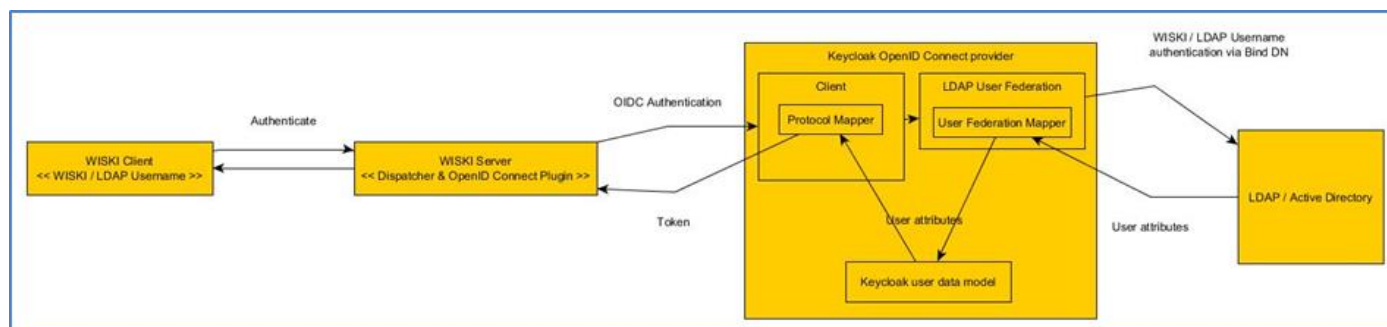 WISKI / LDAP Username
authentication via Bind DN
Keycloak OpenID Connect provider
Client
LDAP User Federation
OIDC Authentication
Protocol Mapper
User Federation Mapper
Authenticate
WISKI Client
<< WISKI / LDAP Username >>
WISKI Server
<< Dispatcher & OpenID Connect Plugin >>
LDAP / Active Directory
Token
User attributes
User attributes
Keycloak user data model